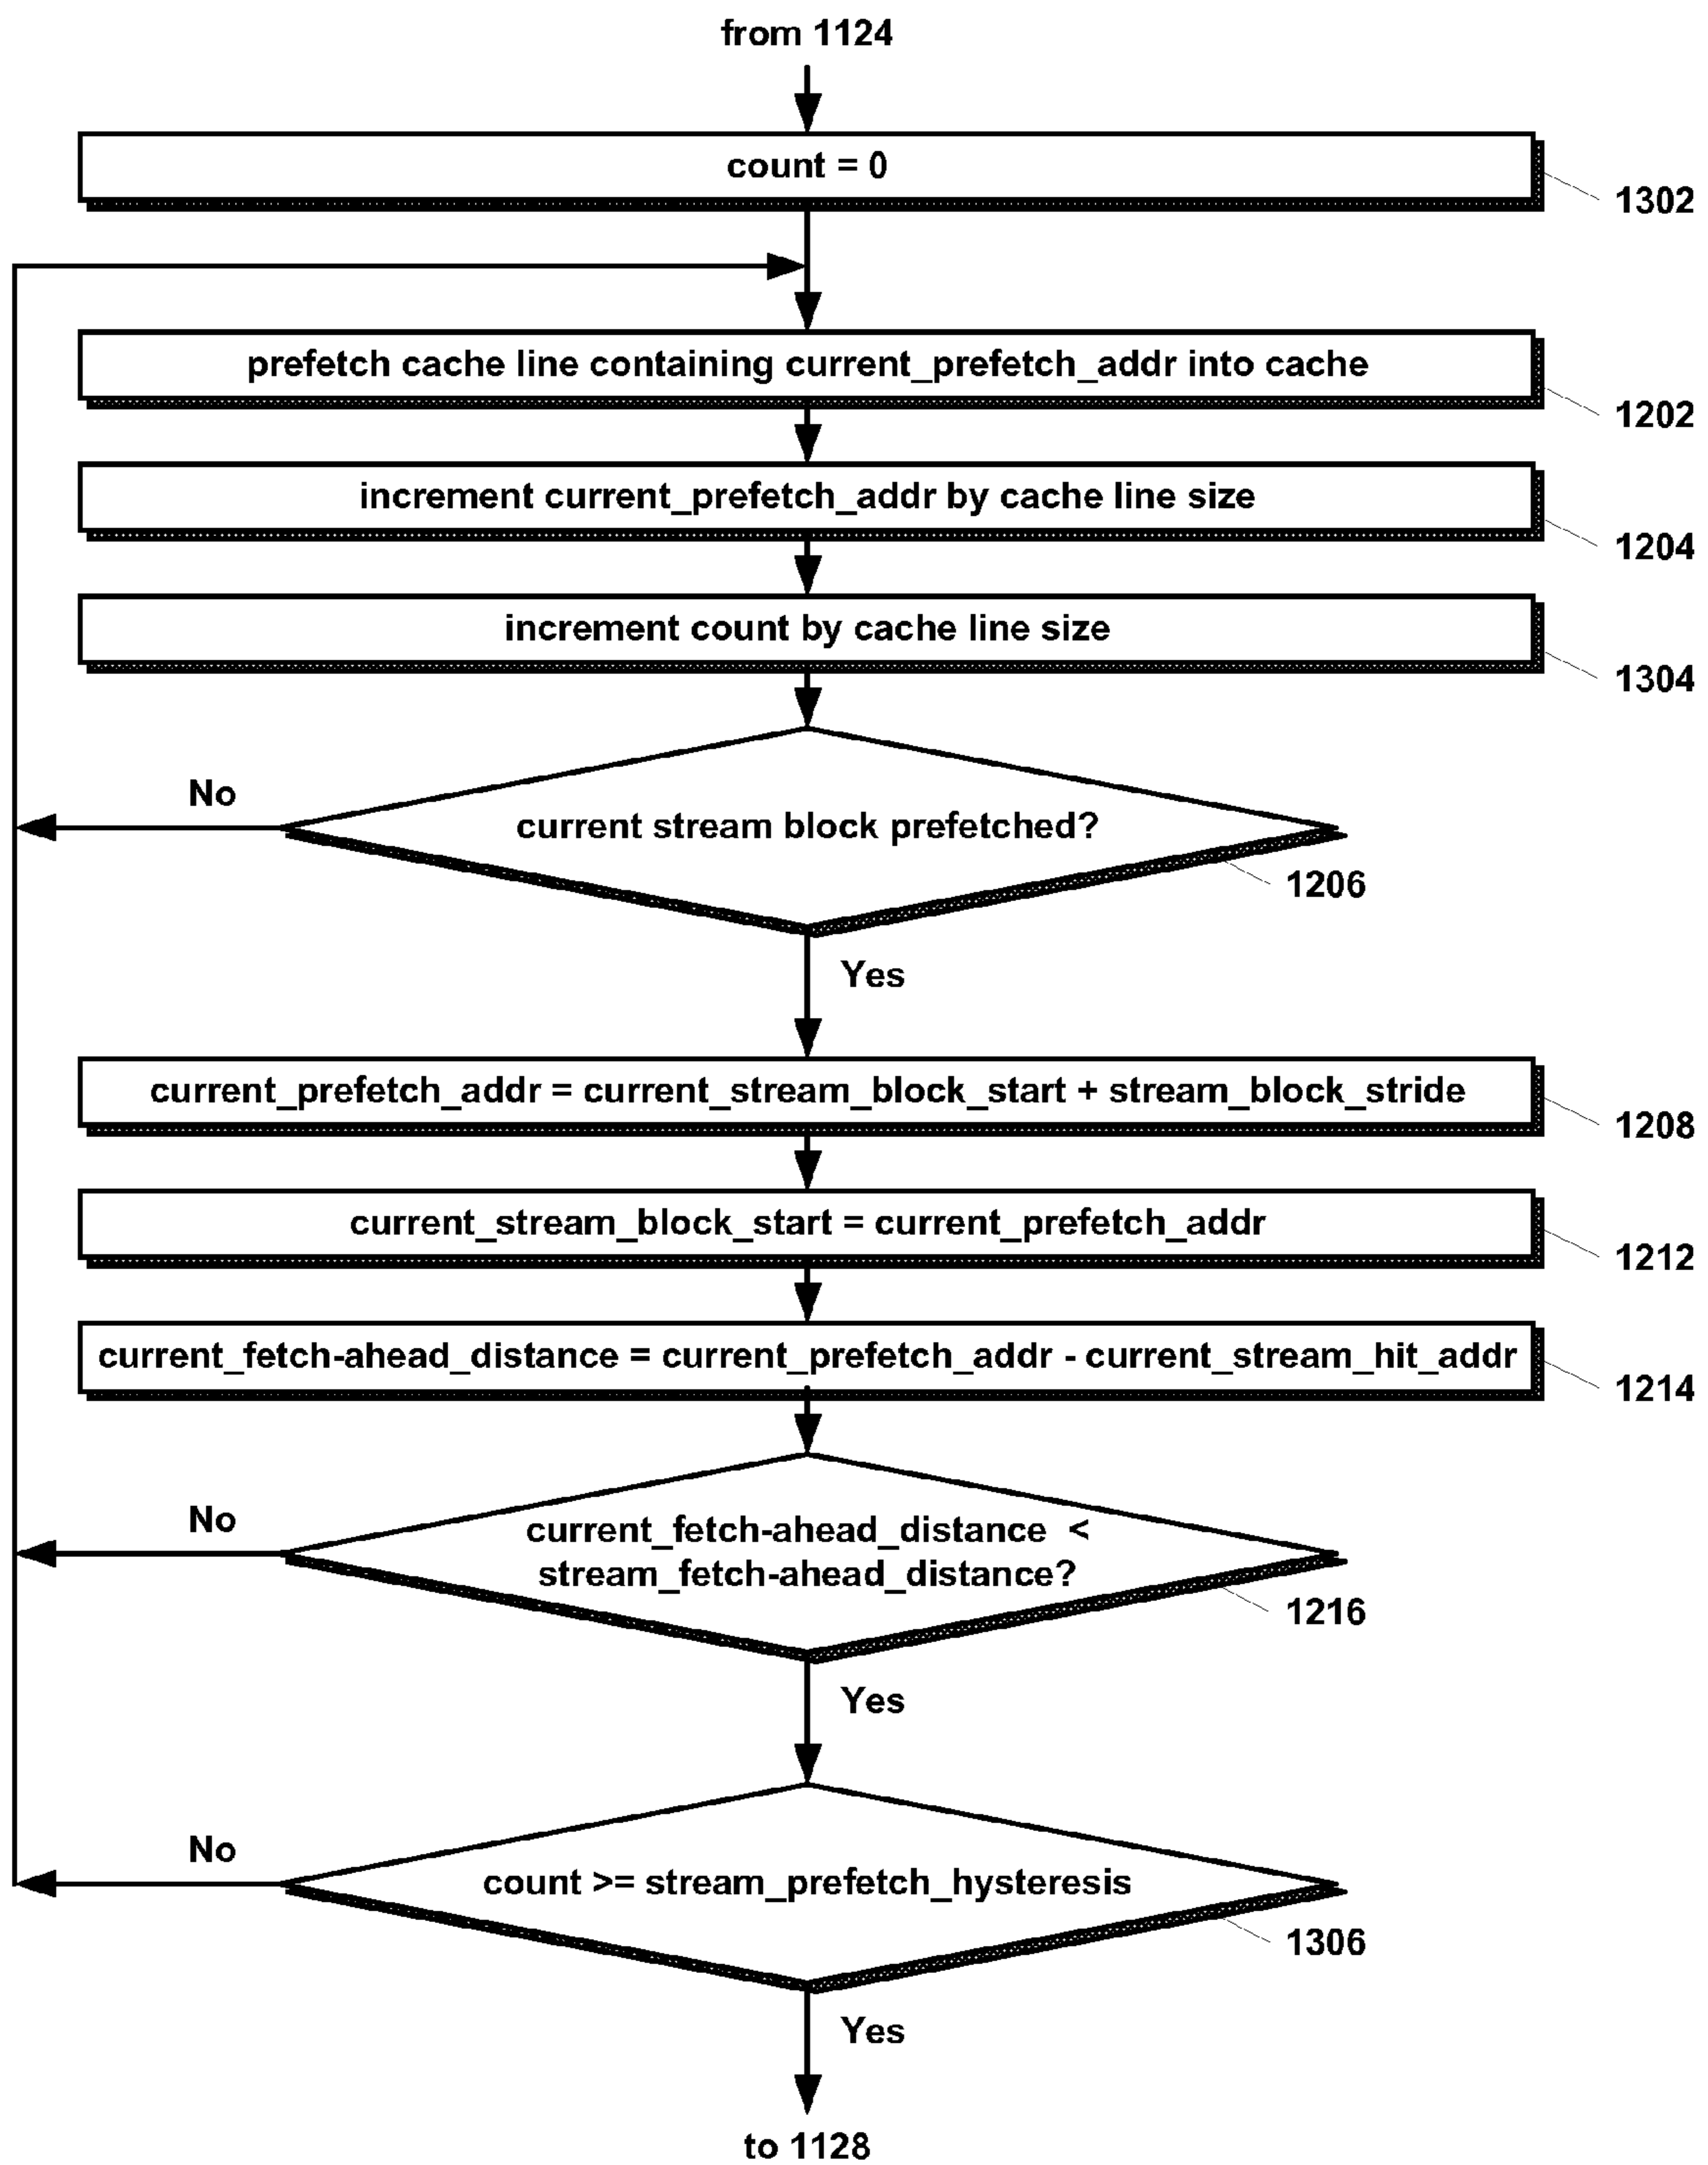 from 1124
count = 0
1302
prefetch cache line containing current_prefetch_addr into cache
1202
increment current_prefetch_addr by cache line size
1204
increment count by cache line size
1304
No
current stream block prefetched?
1206
Yes
current_prefetch_addr = current_stream_block_start + stream_block_stride
1208
current_stream_block_start = current_prefetch_addr
1212
current_fetch-ahead_distance = current_prefetch_addr - current_stream_hit_addr
1214
No
current_fetch-ahead_distance <
stream_fetch-ahead_distance?
1216
Yes
No
count >= stream_prefetch_hysteresis
1306
Yes
to 1128